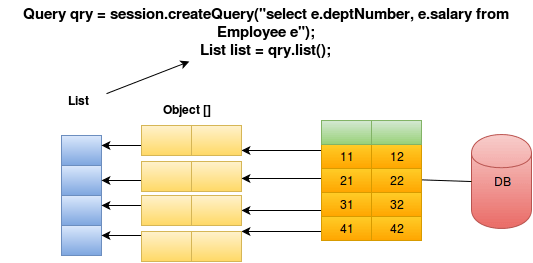 Query qry = session.createQuery("select e.deptNumber, e.salary from
Employee e");
List list = qry.list();
List
Object []
11 12
21 22
31 32
41 42
DB